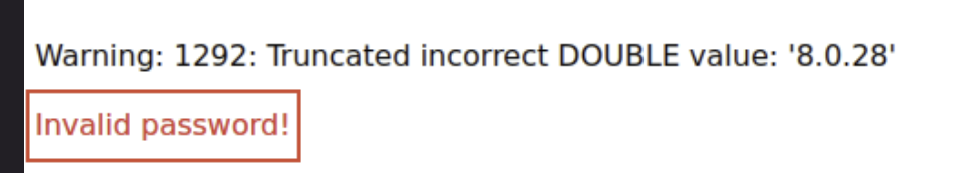 Warning: 1292: Truncated incorrect DOUBLE value: '8.0.28'
Invalid password!